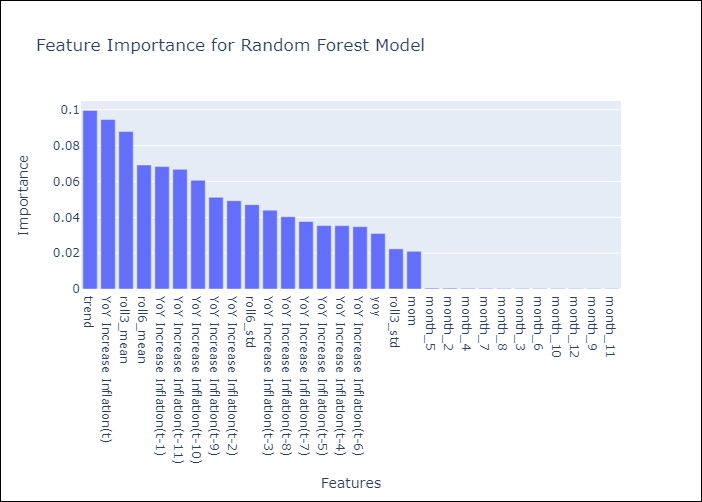 Feature Importance for Random Forest Model
Importance
0.1
0.08
0.06
0.04
0.02
0
trend
YoY Increase Inflation(t)
roll3_mean
roll6_mean
YoY Increase Inflation(t-1)
YoY Increase Inflation(t-11)
YoY Increase Inflation(t-10)
YoY Increase Inflation(t-9)
YoY Increase Inflation(t-2)
roll6_std
YoY Increase Inflation(t-3)
YoY Increase Inflation(t-8)
YoY Increase Inflation(t-7)
YoY Increase Inflation(t-5)
YoY Increase Inflation(t-4)
YoY Increase Inflation(t-6)
yoy
roll3_std
mom
month_5
month_2
month_4
month_7
month_8
month_3
month_6
month_10
month_12
month_9
month_11
Features